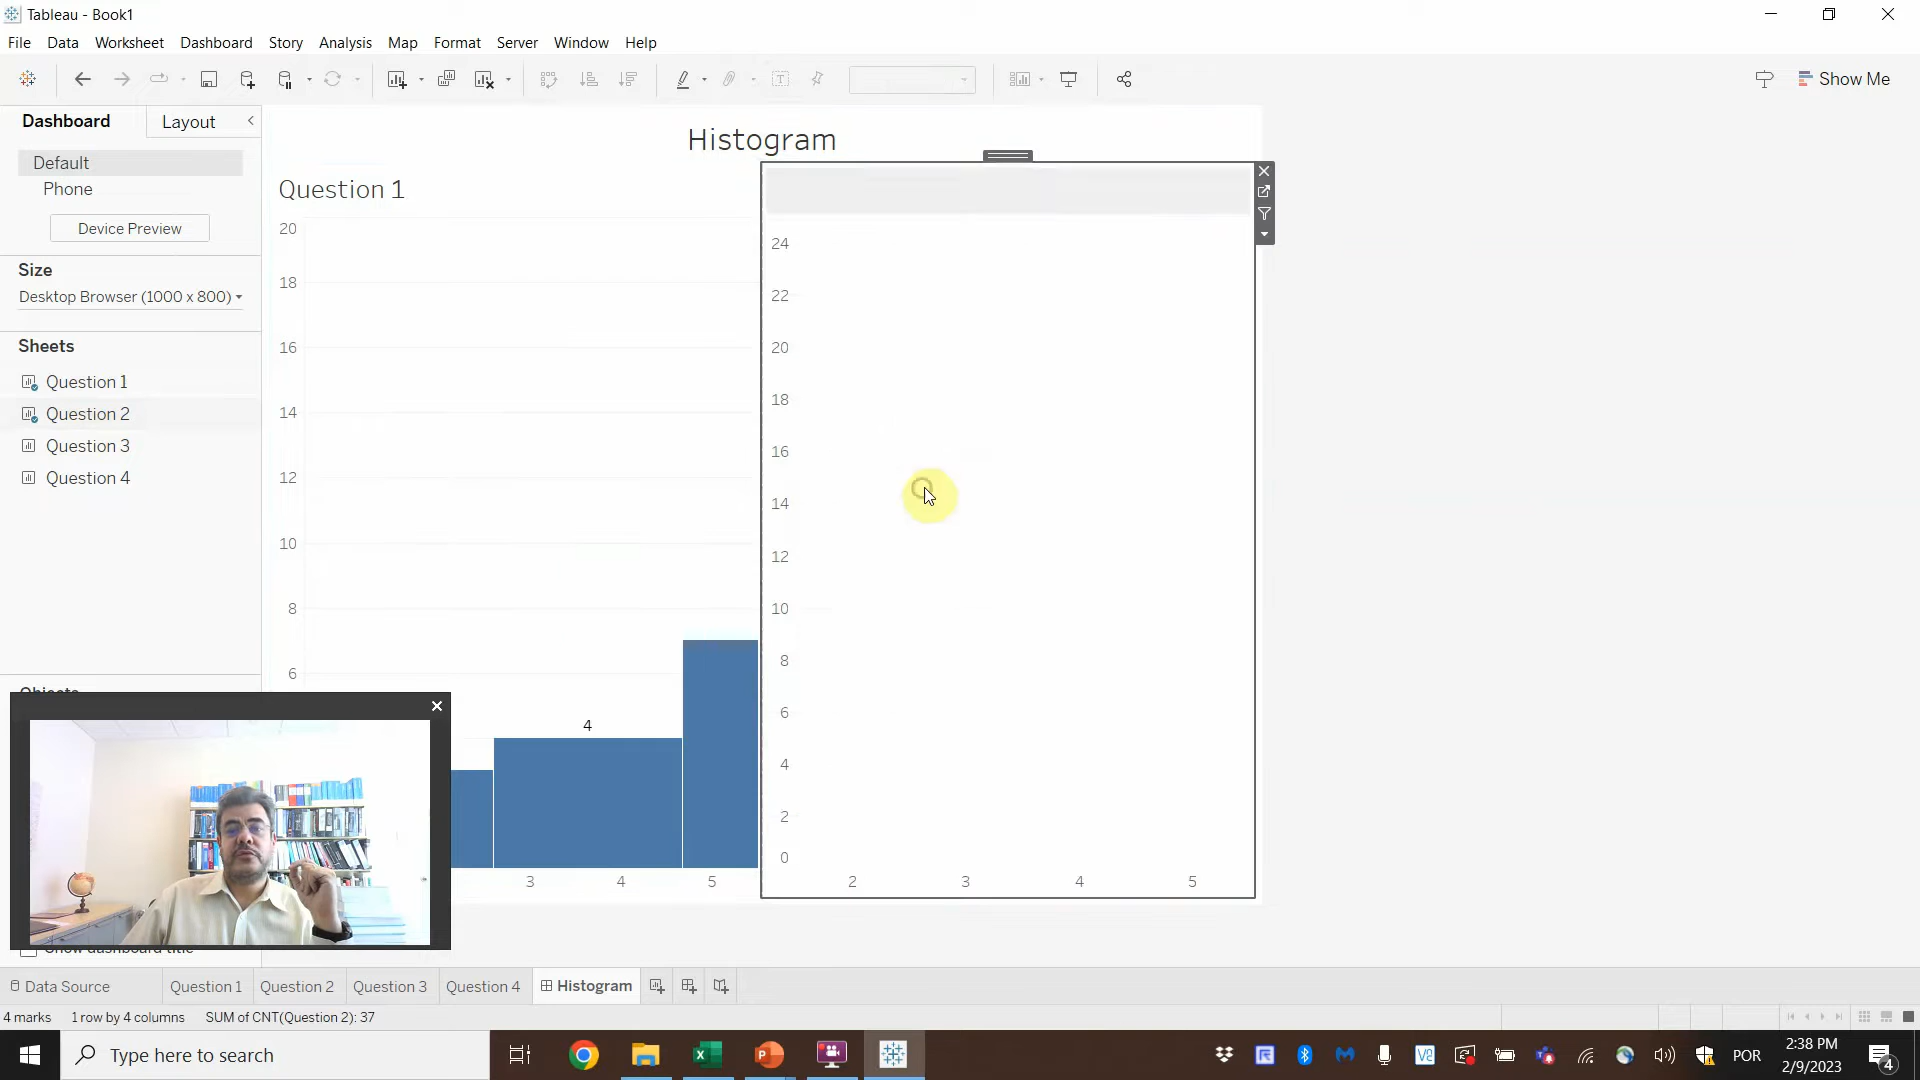 Tableau - Book1
File Data Worksheet Dashboard Story Analysis Map Format Server Window Help
Show Me
Dashboard Layout
Default
Phone
Device Preview
Size
Desktop Browser (1000 x 800)
Sheets
Question 1
Question 2
Question 3
Question 4
Objects
Show dashboard title
Histogram
Question 1
20
18
16
14
12
10
8
6
4
3 4 5
24
22
20
18
16
14
12
10
8
6
4
2
0
2 3 4 5
Data Source Question 1 Question 2 Question 3 Question 4 Histogram
4 marks 1 row by 4 columns SUM of CNT(Question 2): 37
Type here to search
POR
2:38 PM
2/9/2023
4